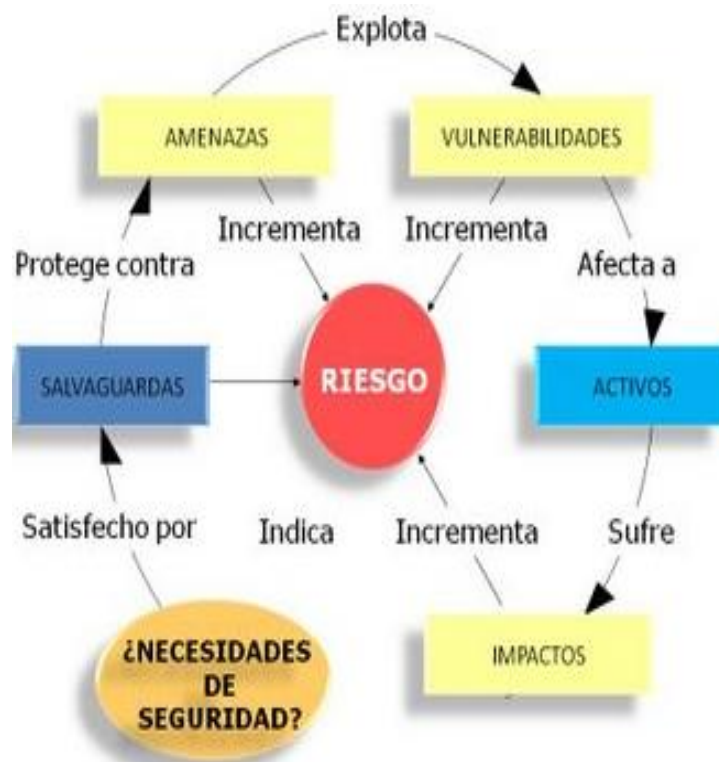 Explota
AMENAZAS
VULNERABILIDADES
Incrementa
Incrementa
Protege contra
Afecta a
SALVAGUARDAS
RIESGO
ACTIVOS
Satisfecho por
Indica
Incrementa
Sufre
¿NECESIDADES
DE
SEGURIDAD?
IMPACTOS